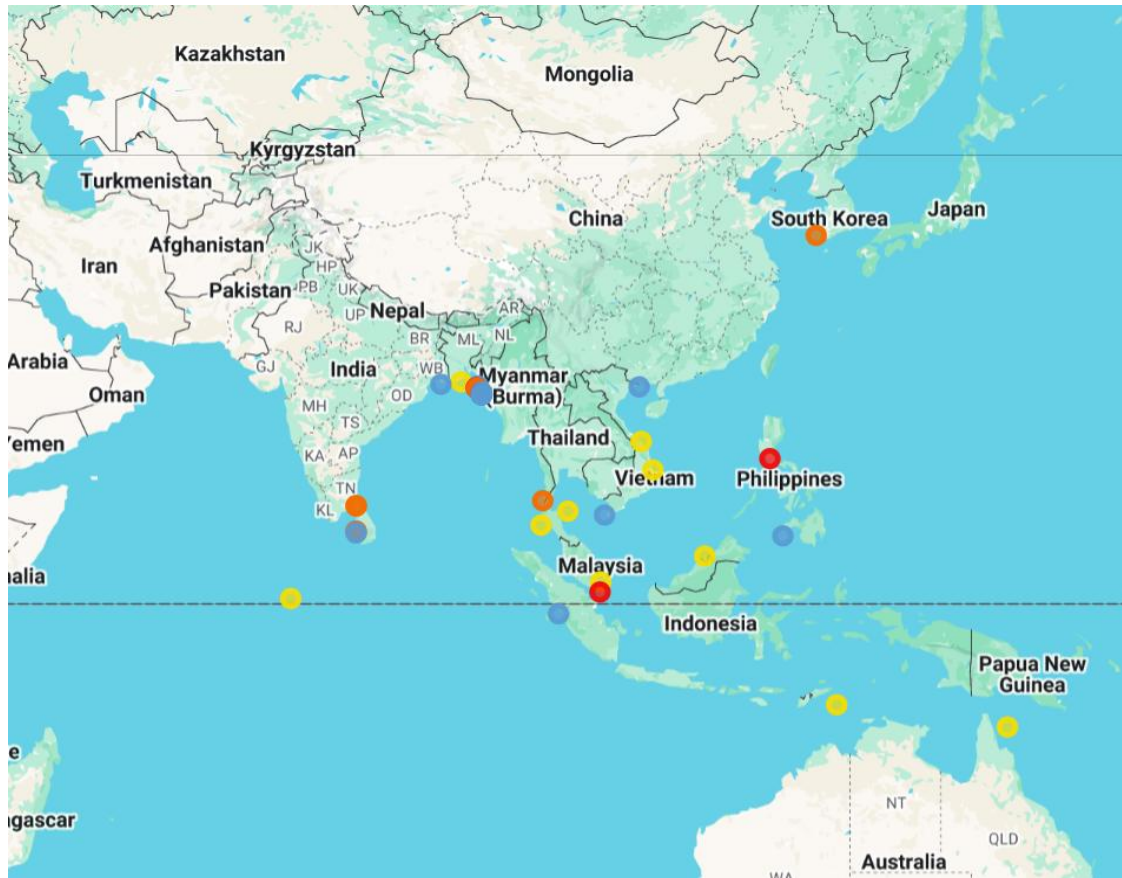 Kazakhstan
Mongolia
Kyrgyzstan
Turkmenistan
China
South Korea
Japan
Afghanistan
JK
Iran
HP
Pakistan
PB
UK
Nepal
AR
UP
RJ
BR
ML
NL
Arabia
GJ
India
WB
Myanmar
(Burma)
Oman
OD
MH
Yemen
TS
Thailand
KA
AP
Vietnam
Philippines
TN
KL
Malaysia
alia
Indonesia
Papua New
Guinea
e
agascar
NT
QLD
Australia
WA